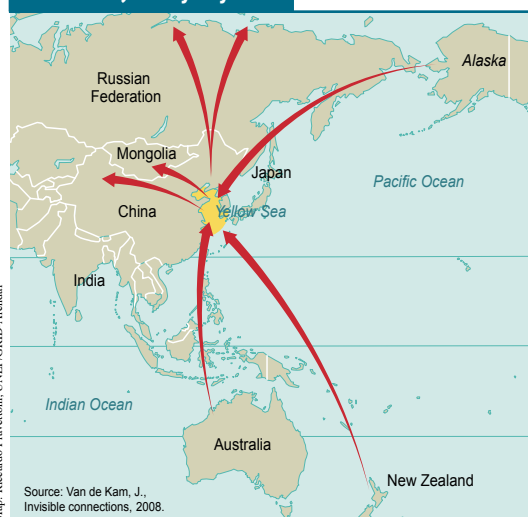 Alaska
Russian
Federation
Mongolia
Japan
Pacific Ocean
China
Yellow Sea
India
Indian Ocean
Australia
New Zealand
Source: Van de Kam, J.,
Invisible connections, 2008.